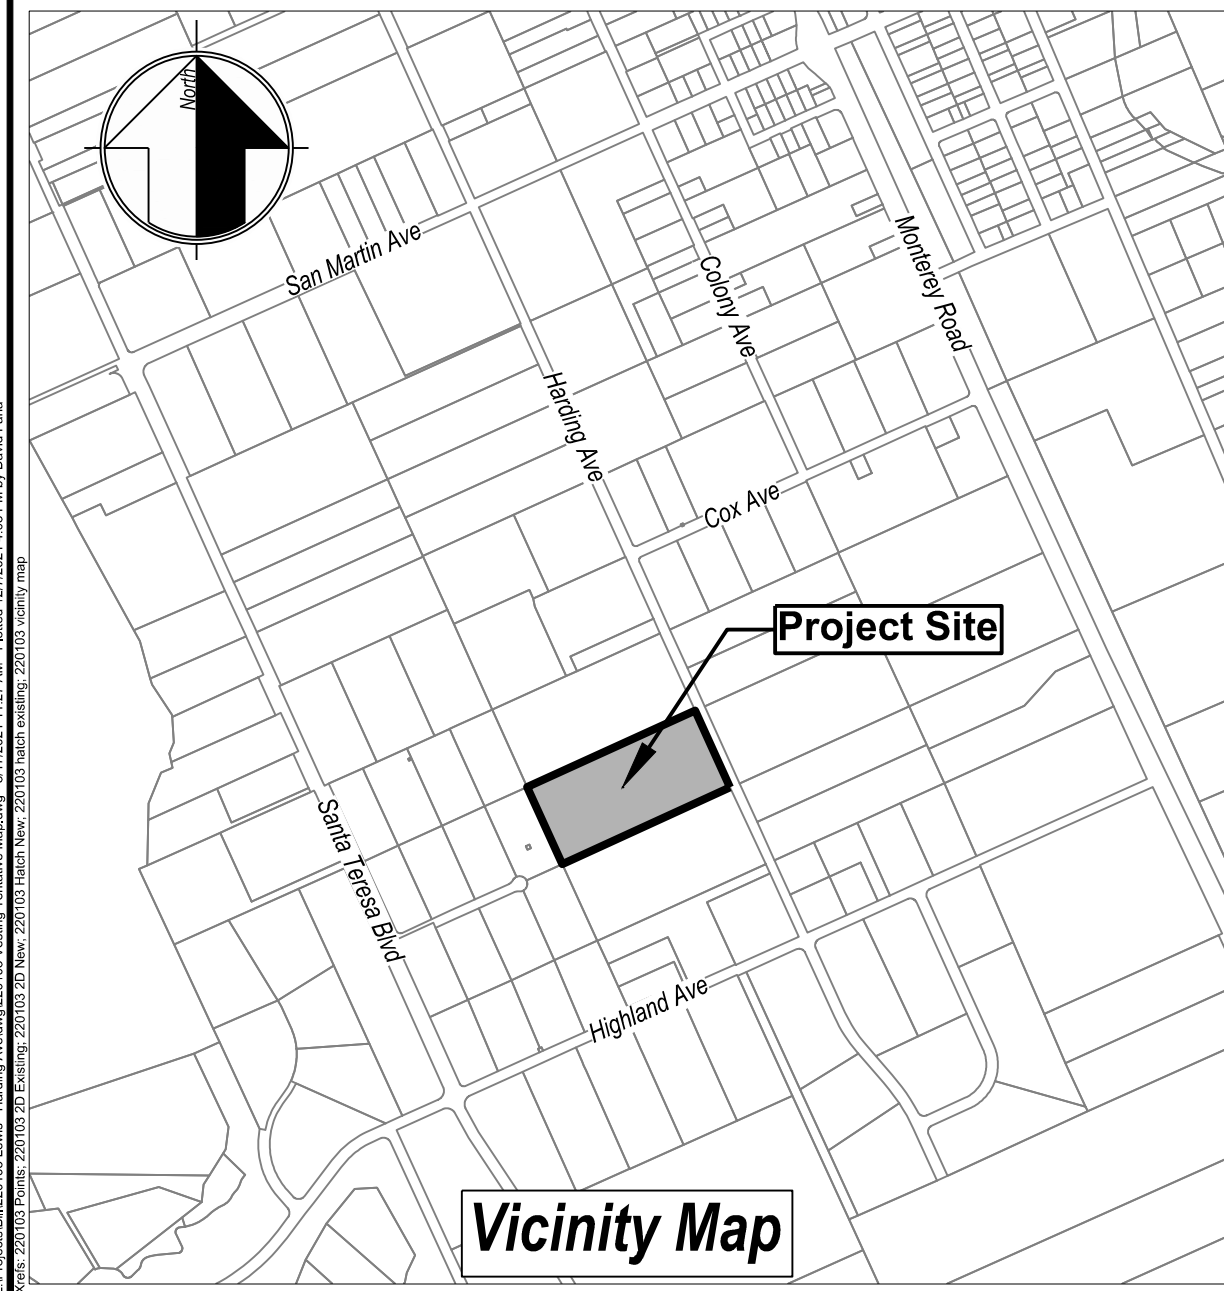 North
San Martin Ave
Monterey Road
Colony Ave
Harding Ave
Cox Ave
Project Site
Santa Teresa Blvd
Highland Ave
Vicinity Map
Xrefs: 220103 Points; 220103 2D Existing; 220103 2D New; 220103 Hatch New; 220103 hatch existing; 220103 vicinity map